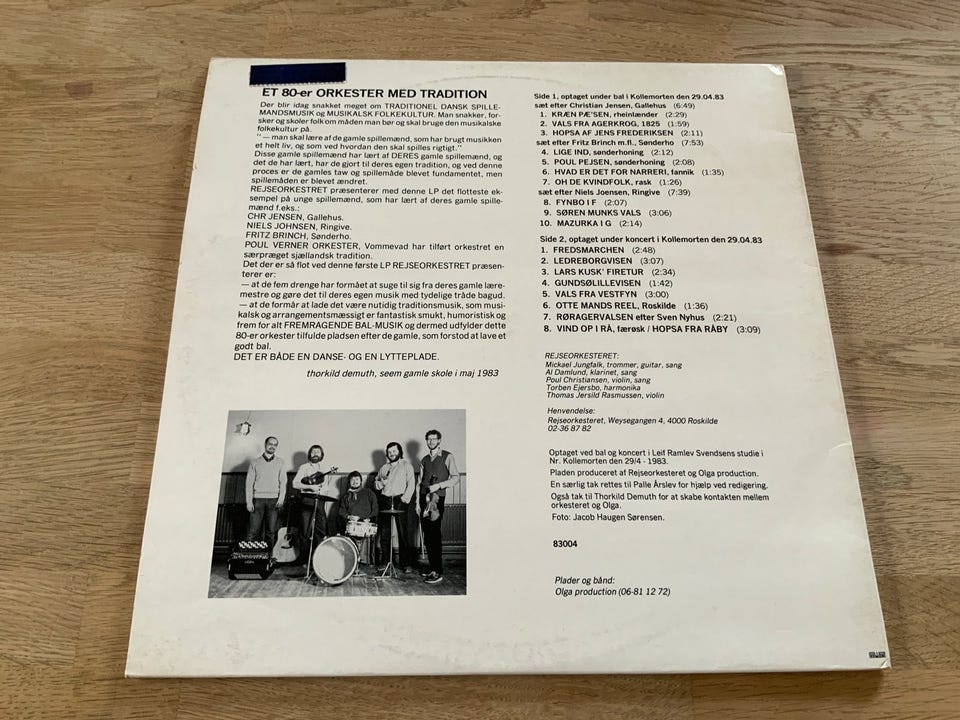 ET 80-er ORKESTER MED TRADITION
Der blir idag snakket meget om TRADITIONEL DANSK SPILLE-
MANDSMUSIK og MUSIKALSK FOLKEKULTUR. Man snakker, for-
sker og skoler folk om måden man bør og skal bruge den musikalske
folkekultur på.
"— man skal lære af de gamle spillemænd, som har brugt musikken
et helt liv, og som ved hvordan den skal spilles rigtigt."
Disse gamle spillemænd har lært af DERES gamle spillemænd, og
det de har lært, har de gjort til deres egen tradition, og ved denne
proces er de gamles taw og spillemåde blevet fundamentet, men
spillemåden er blevet ændret.
REJSEORKESTRET præsenterer med denne LP det flotteste ek-
sempel på unge spillemænd, som har lært af deres gamle spille-
mænd f.eks.:
CHR JENSEN, Gallehus.
NIELS JOHNSEN, Ringive.
FRITZ BRINCH, Sønderho.
POUL VERNER ORKESTER, Vommevad har tilført orkestret en
særpræget sjællandsk tradition.
Det der er så flot ved denne første LP REJSEORKESTRET præsen-
terer er:
— at de fem drenge har formået at suge til sig fra deres gamle lære-
mestre og gøre det til deres egen musik med tydelige tråde bagud.
— at de formår at lade det være nutidig traditionsmusik, som musi-
kalsk og arrangementsmæssigt er fantastisk smukt, humoristisk og
frem for alt FREMRAGENDE BAL-MUSIK og dermed udfylder dette
80-er orkester tilfulde pladsen efter de gamle, som forstod at lave et
godt bal.
DET ER BÅDE EN DANSE- OG EN LYTTEPLADE.
thorkild demuth, seem gamle skole i maj 1983
Side 1, optaget under bal i Kollemorten den 29.04.83
sæt efter Christian Jensen, Gallehus (6:49)
1. KRÆN PÆ'SEN, rheinlænder (2:29)
2. VALS FRA AGERKROG, 1825 (1:59)
3. HOPSA AF JENS FREDERIKSEN (2:11)
sæt efter Fritz Brinch m.fl., Sønderho (7:53)
4. LIGE IND, sønderhoning (2:12)
5. POUL PEJSEN, sønderhoning (2:08)
6. HVAD ER DET FOR NARRERI, fannik (1:35)
7. OH DE KVINDFOLK, rask (1:26)
sæt efter Niels Joensen, Ringive (7:39)
8. FYNBO I F (2:07)
9. SØREN MUNKS VALS (3:06)
10. MAZURKA I G (2:14)
Side 2, optaget under koncert i Kollemorten den 29.04.83
1. FREDSMARCHEN (2:48)
2. LEDREBORGVISEN (3:07)
3. LARS KUSK' FIRETUR (2:34)
4. GUNDSØLILLEVISEN (1:42)
5. VALS FRA VESTFYN (3:00)
6. OTTE MANDS REEL, Roskilde (1:36)
7. RØRAGERVALSEN efter Sven Nyhus (2:21)
8. VIND OP I RÅ, færøsk / HOPSA FRA RÅBY (3:09)
REJSEORKESTERET:
Mickael Jungfalk, trommer, guitar, sang
Al Damlund, klarinet, sang
Poul Christiansen, violin, sang
Torben Ejersbo, harmonika
Thomas Jersild Rasmussen, violin
Henvendelse:
Rejseorkesteret, Weysegangen 4, 4000 Roskilde
02-36 87 82
Optaget ved bal og koncert i Leif Ramlev Svendsens studie i
Nr. Kollemorten den 29/4 - 1983.
Pladen produceret af Rejseorkesteret og Olga production.
En særlig tak rettes til Palle Årslev for hjælp ved redigering.
Også tak til Thorkild Demuth for at skabe kontakten mellem
orkesteret og Olga.
Foto: Jacob Haugen Sørensen.
83004
Plader og bånd:
Olga production (06-81 12 72)